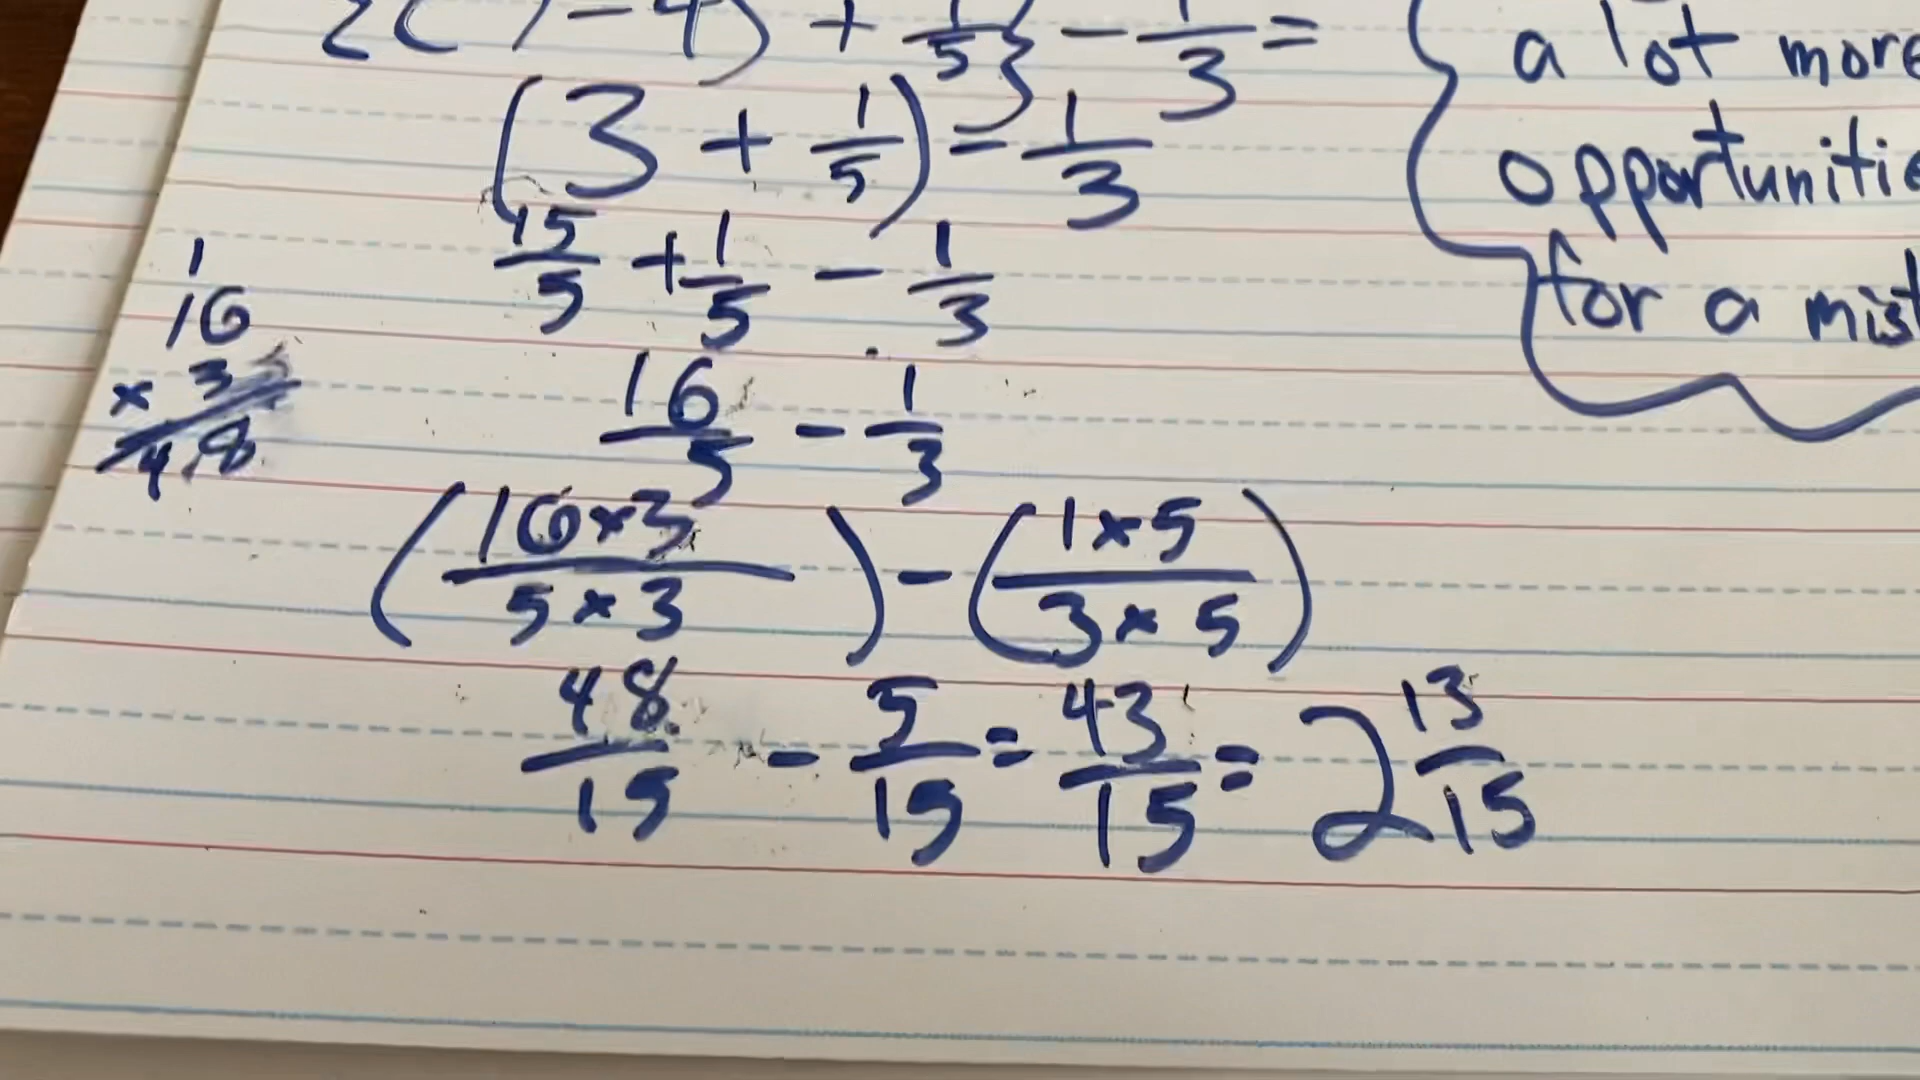 {(7-4) + 1/5} - 1/3 =
(3 + 1/5) - 1/3
15/5 + 1/5 - 1/3
16/5 - 1/3
(16×3 / 5×3) - (1×5 / 3×5)
48/15 - 5/15 = 43/15 = 2 13/15
1
16
× 3
48
a lot more
opportunitie
for a mist